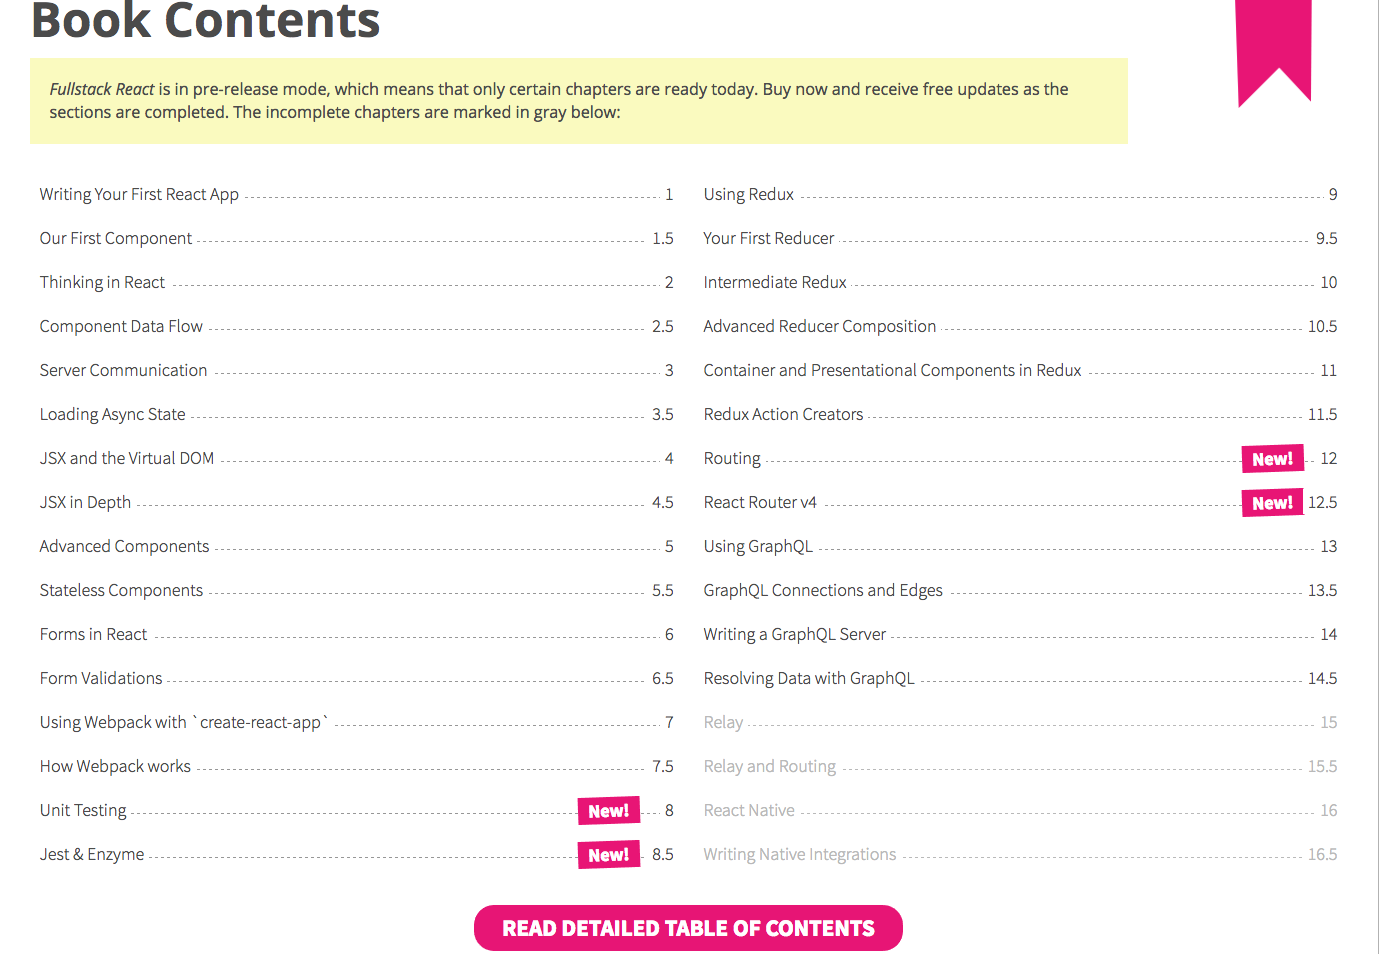 Book Contents
Fullstack React is in pre-release mode, which means that only certain chapters are ready today. Buy now and receive free updates as the
sections are completed. The incomplete chapters are marked in gray below:
Writing Your First React App 1
Our First Component 1.5
Thinking in React 2
Component Data Flow 2.5
Server Communication 3
Loading Async State 3.5
JSX and the Virtual DOM 4
JSX in Depth 4.5
Advanced Components 5
Stateless Components 5.5
Forms in React 6
Form Validations 6.5
Using Webpack with `create-react-app` 7
How Webpack works 7.5
Unit Testing New! 8
Jest & Enzyme New! 8.5
Using Redux 9
Your First Reducer 9.5
Intermediate Redux 10
Advanced Reducer Composition 10.5
Container and Presentational Components in Redux 11
Redux Action Creators 11.5
Routing New! 12
React Router v4 New! 12.5
Using GraphQL 13
GraphQL Connections and Edges 13.5
Writing a GraphQL Server 14
Resolving Data with GraphQL 14.5
Relay 15
Relay and Routing 15.5
React Native 16
Writing Native Integrations 16.5
READ DETAILED TABLE OF CONTENTS